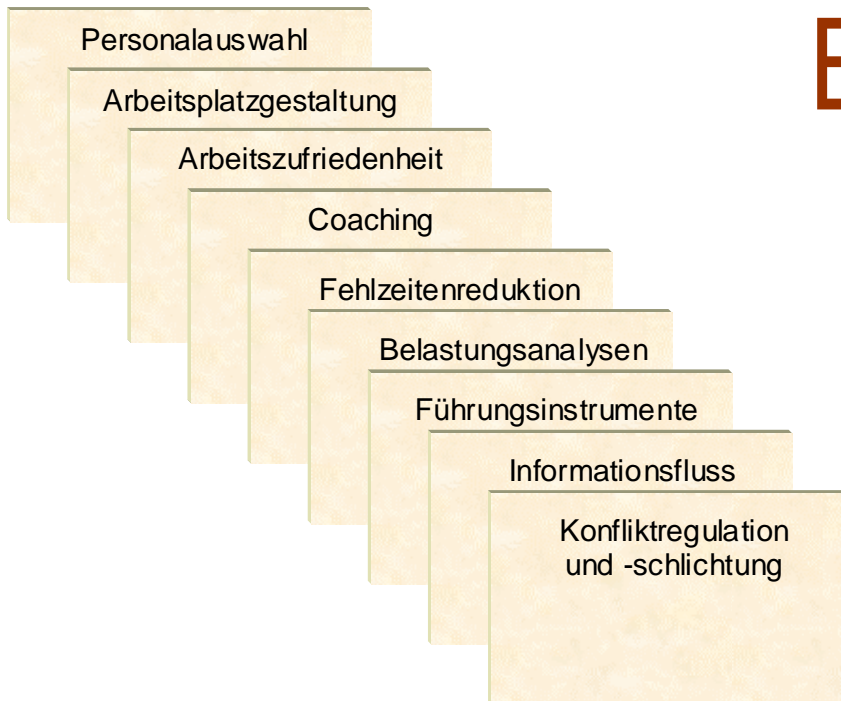 Personalauswahl
Arbeitsplatzgestaltung
Arbeitszufriedenheit
Coaching
Fehlzeitenreduktion
Belastungsanalysen
Führungsinstrumente
Informationsfluss
Konfliktregulation
und -schlichtung